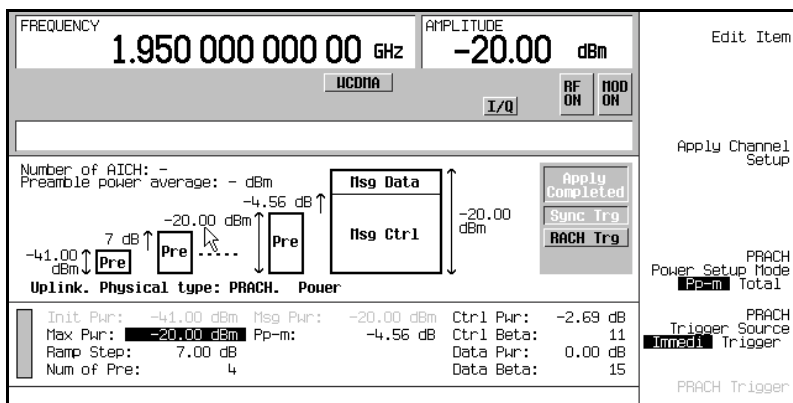 FREQUENCY
1.950 000 000 00 GHz
AMPLITUDE
-20.00 dBm
WCDMA
I/Q
RF ON
MOD ON
Number of AICH: -
Preamble power average: - dBm
-41.00 dBm
Pre
7 dB
Pre
-20.00 dBm
.....
-4.56 dB
Pre
Msg Data
Msg Ctrl
-20.00 dBm
Apply Completed
Sync Trg
RACH Trg
Uplink. Physical type: PRACH. Power
Init Pwr: -41.00 dBm Msg Pwr: -20.00 dBm Ctrl Pwr: -2.69 dB
Max Pwr: -20.00 dBm Pp-m: -4.56 dB Ctrl Beta: 11
Ramp Step: 7.00 dB Data Pwr: 0.00 dB
Num of Pre: 4 Data Beta: 15
Edit Item
Apply Channel
Setup
PRACH
Power Setup Mode
Pp-m Total
PRACH
Trigger Source
Immedi Trigger
PRACH Trigger